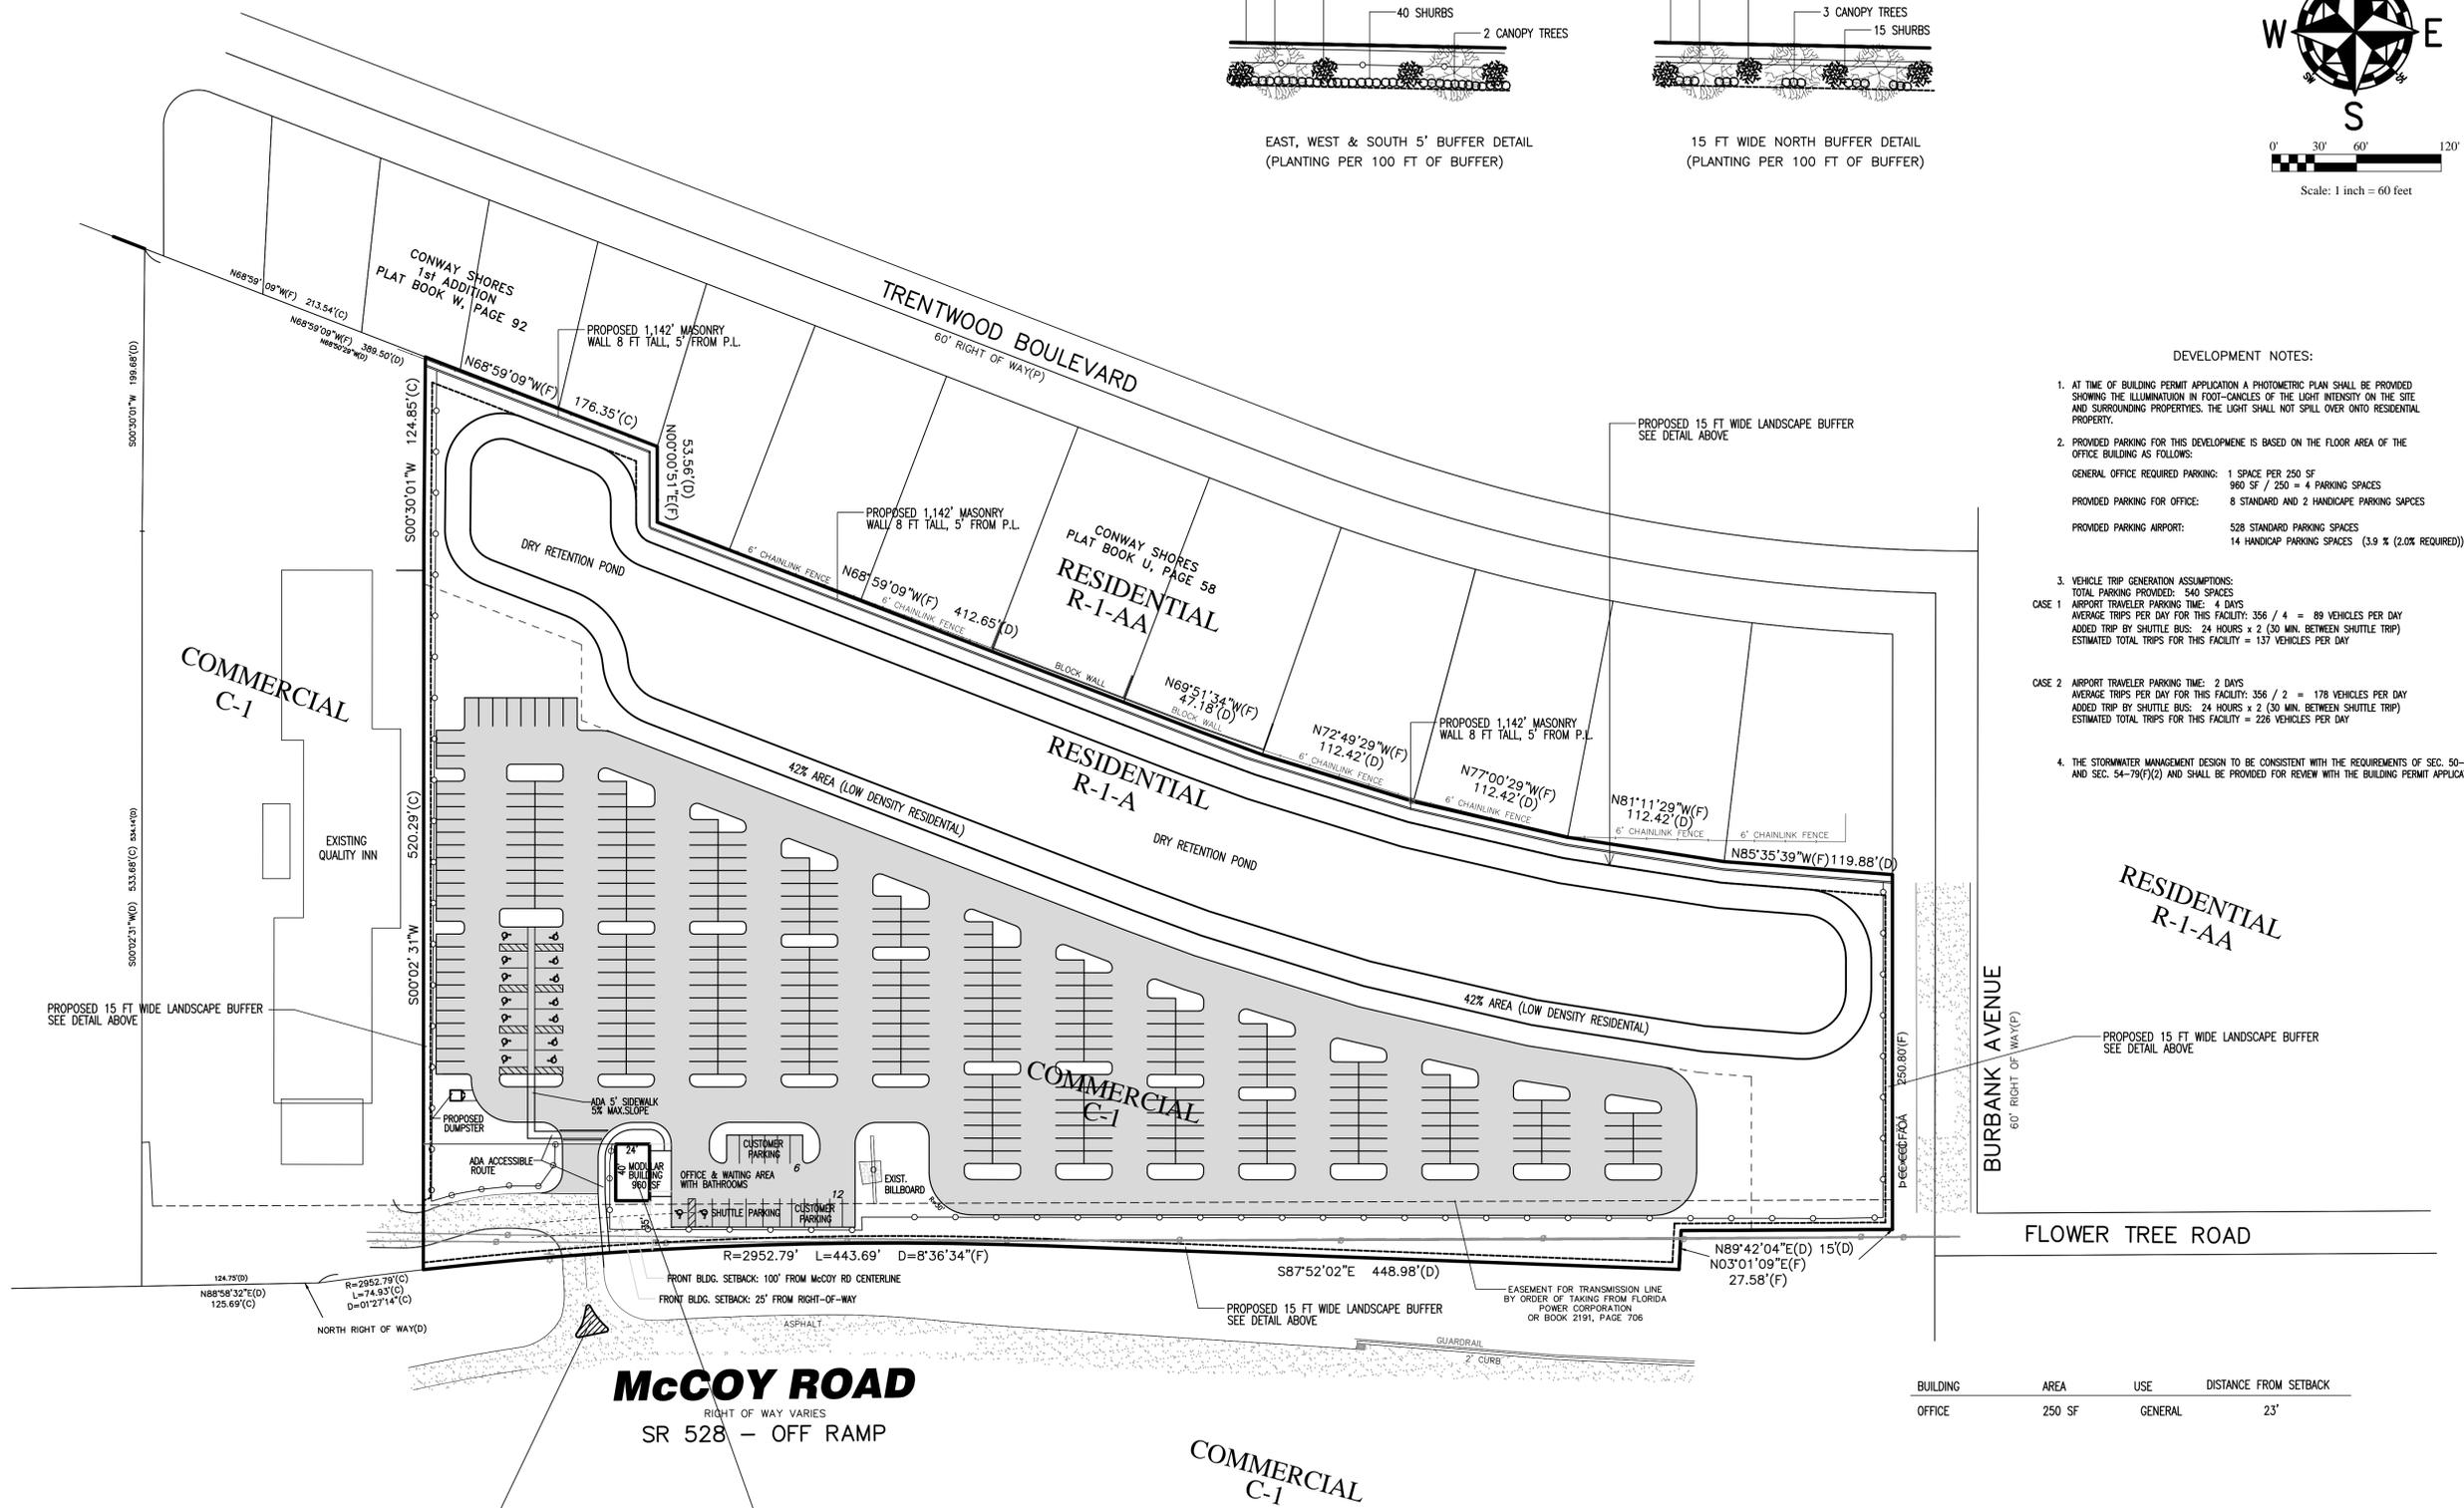 40 SHURBS
2 CANOPY TREES
3 CANOPY TREES
15 SHURBS
EAST, WEST & SOUTH 5' BUFFER DETAIL
(PLANTING PER 100 FT OF BUFFER)
15 FT WIDE NORTH BUFFER DETAIL
(PLANTING PER 100 FT OF BUFFER)
W E
S
0' 30' 60' 120'
Scale: 1 inch = 60 feet
CONWAY SHORES
1st ADDITION
PLAT BOOK W, PAGE 92
N68°59'09"W(F) 213.54'(C)
N68°59'09"W(F) 389.50'(D)
N68°50'29"W(D)
S00°30'01"W 199.68'(D)
S00°30'01"W 124.85'(C)
PROPOSED 1,142' MASONRY
WALL 8 FT TALL, 5' FROM P.L.
N68°59'09"W(F) 176.35'(C)
53.56'(D)
N00°00'51"E(F)
TRENTWOOD BOULEVARD
60' RIGHT OF WAY(P)
PROPOSED 15 FT WIDE LANDSCAPE BUFFER
SEE DETAIL ABOVE
DEVELOPMENT NOTES:
1. AT TIME OF BUILDING PERMIT APPLICATION A PHOTOMETRIC PLAN SHALL BE PROVIDED
SHOWING THE ILLUMINATUION IN FOOT-CANCLES OF THE LIGHT INTENSITY ON THE SITE
AND SURROUNDING PROPERTYIES. THE LIGHT SHALL NOT SPILL OVER ONTO RESIDENTIAL
PROPERTY.
2. PROVIDED PARKING FOR THIS DEVELOPMENE IS BASED ON THE FLOOR AREA OF THE
OFFICE BUILDING AS FOLLOWS:
GENERAL OFFICE REQUIRED PARKING: 1 SPACE PER 250 SF
960 SF / 250 = 4 PARKING SPACES
PROVIDED PARKING FOR OFFICE: 8 STANDARD AND 2 HANDICAPE PARKING SAPCES
PROVIDED PARKING AIRPORT: 528 STANDARD PARKING SPACES
14 HANDICAP PARKING SPACES (3.9 % (2.0% REQUIRED))
3. VEHICLE TRIP GENERATION ASSUMPTIONS:
TOTAL PARKING PROVIDED: 540 SPACES
CASE 1 AIRPORT TRAVELER PARKING TIME: 4 DAYS
AVERAGE TRIPS PER DAY FOR THIS FACILITY: 356 / 4 = 89 VEHICLES PER DAY
ADDED TRIP BY SHUTTLE BUS: 24 HOURS x 2 (30 MIN. BETWEEN SHUTTLE TRIP)
ESTIMATED TOTAL TRIPS FOR THIS FACILITY = 137 VEHICLES PER DAY
CASE 2 AIRPORT TRAVELER PARKING TIME: 2 DAYS
AVERAGE TRIPS PER DAY FOR THIS FACILITY: 356 / 2 = 178 VEHICLES PER DAY
ADDED TRIP BY SHUTTLE BUS: 24 HOURS x 2 (30 MIN. BETWEEN SHUTTLE TRIP)
ESTIMATED TOTAL TRIPS FOR THIS FACILITY = 226 VEHICLES PER DAY
4. THE STORMWATER MANAGEMENT DESIGN TO BE CONSISTENT WITH THE REQUIREMENTS OF SEC. 50-
AND SEC. 54-79(F)(2) AND SHALL BE PROVIDED FOR REVIEW WITH THE BUILDING PERMIT APPLICA
DRY RETENTION POND
6' CHAINLINK FENCE
PROPOSED 1,142' MASONRY
WALL 8 FT TALL, 5' FROM P.L.
N68°59'09"W(F) 412.65'(D)
6' CHAINLINK FENCE
CONWAY SHORES
PLAT BOOK U, PAGE 58
RESIDENTIAL
R-1-AA
BLOCK WALL
N69°51'34"W(F)
47.18'(D)
BLOCK WALL
N72°49'29"W(F)
112.42'(D)
6' CHAINLINK FENCE
PROPOSED 1,142' MASONRY
WALL 8 FT TALL, 5' FROM P.L.
N77°00'29"W(F)
112.42'(D)
6' CHAINLINK FENCE
N81°11'29"W(F)
112.42'(D)
6' CHAINLINK FENCE
6' CHAINLINK FENCE
N85°35'39"W(F)119.88'(D)
COMMERCIAL
C-1
EXISTING
QUALITY INN
S00°02'31"W(D) 533.68'(C) 534.14'(D)
S00°02'31"W 520.29'(C)
42% AREA (LOW DENSITY RESIDENTAL)
RESIDENTIAL
R-1-A
DRY RETENTION POND
42% AREA (LOW DENSITY RESIDENTAL)
RESIDENTIAL
R-1-AA
PROPOSED 15 FT WIDE LANDSCAPE BUFFER
SEE DETAIL ABOVE
250.80'(F)
BURBANK AVENUE
60' RIGHT OF WAY(P)
PROPOSED 15 FT WIDE LANDSCAPE BUFFER
SEE DETAIL ABOVE
COMMERCIAL
C-1
PROPOSED
DUMPSTER
ADA 5' SIDEWALK
5% MAX.SLOPE
ADA ACCESSIBLE
ROUTE
24'
40'
MODULAR
BUILDING
960 SF
OFFICE & WAITING AREA
WITH BATHROOMS
CUSTOMER
PARKING
6
12
SHUTTLE PARKING
CUSTOMER
PARKING
EXIST.
BILLBOARD
R=50'
35'
FLOWER TREE ROAD
R=2952.79' L=443.69' D=8°36'34"(F)
FRONT BLDG. SETBACK: 100' FROM McCOY RD CENTERLINE
FRONT BLDG. SETBACK: 25' FROM RIGHT-OF-WAY
S87°52'02"E 448.98'(D)
N89°42'04"E(D) 15'(D)
N03°01'09"E(F)
27.58'(F)
EASEMENT FOR TRANSMISSION LINE
BY ORDER OF TAKING FROM FLORIDA
POWER CORPORATION
OR BOOK 2191, PAGE 706
PROPOSED 15 FT WIDE LANDSCAPE BUFFER
SEE DETAIL ABOVE
124.75'(D)
N88°58'32"E(D)
125.69'(C)
R=2952.79'(C)
L=74.93'(C)
D=01°27'14"(C)
NORTH RIGHT OF WAY(D)
ASPHALT
GUARDRAIL
2' CURB
McCOY ROAD
RIGHT OF WAY VARIES
SR 528 – OFF RAMP
COMMERCIAL
C-1
BUILDING AREA USE DISTANCE FROM SETBACK
OFFICE 250 SF GENERAL 23'